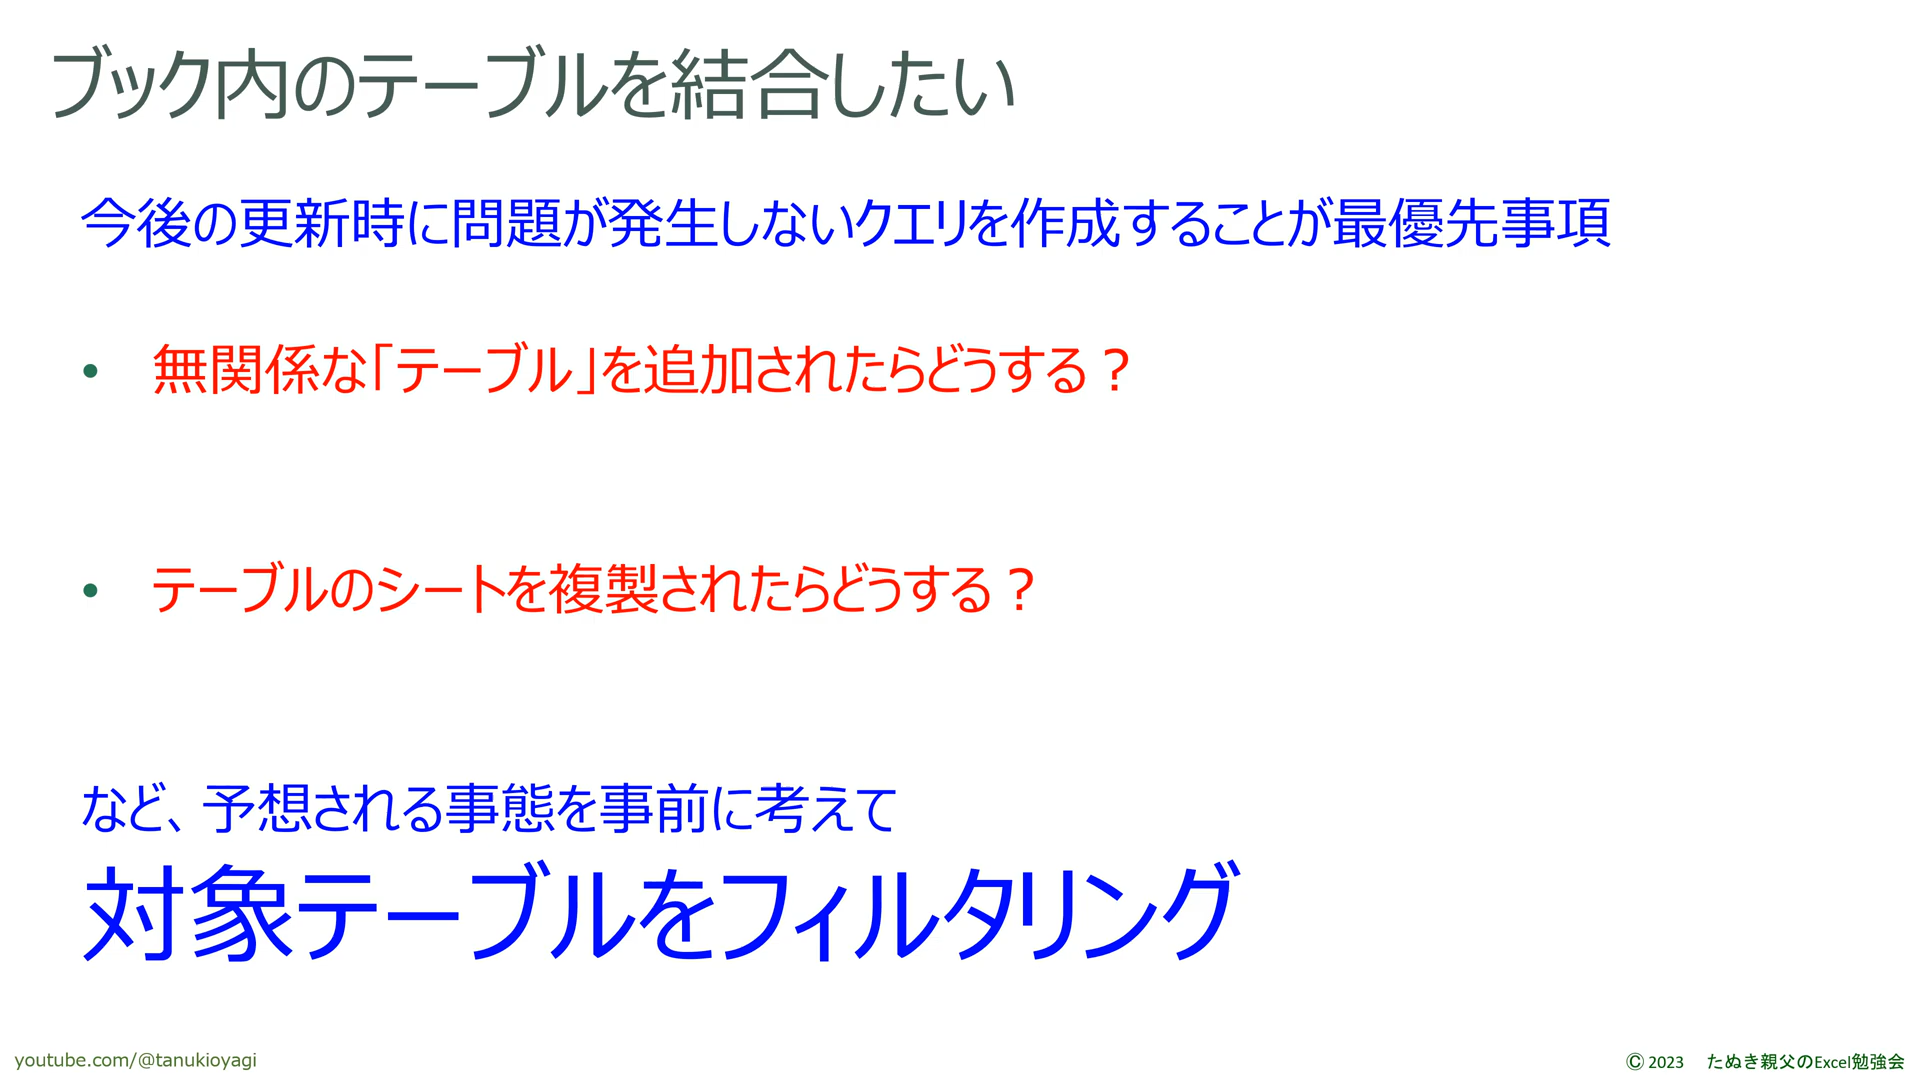 ブック内のテーブルを結合したい
今後の更新時に問題が発生しないクエリを作成することが最優先事項
• 無関係な「テーブル」を追加されたらどうする？
• テーブルのシートを複製されたらどうする？
など、予想される事態を事前に考えて
対象テーブルをフィルタリング
youtube.com/@tanukioyagi
© 2023 たぬき親父のExcel勉強会